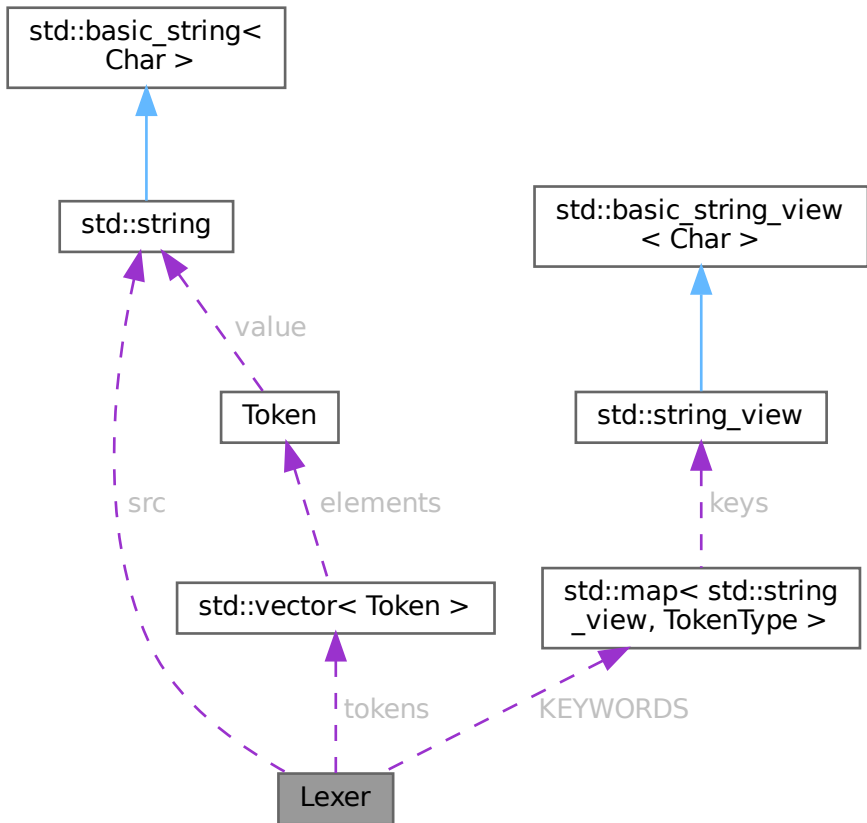 std::basic_string<
Char >
std::string
std::basic_string_view
< Char >
value
Token
std::string_view
src
elements
keys
std::vector< Token >
std::map< std::string
_view, TokenType >
tokens
KEYWORDS
Lexer